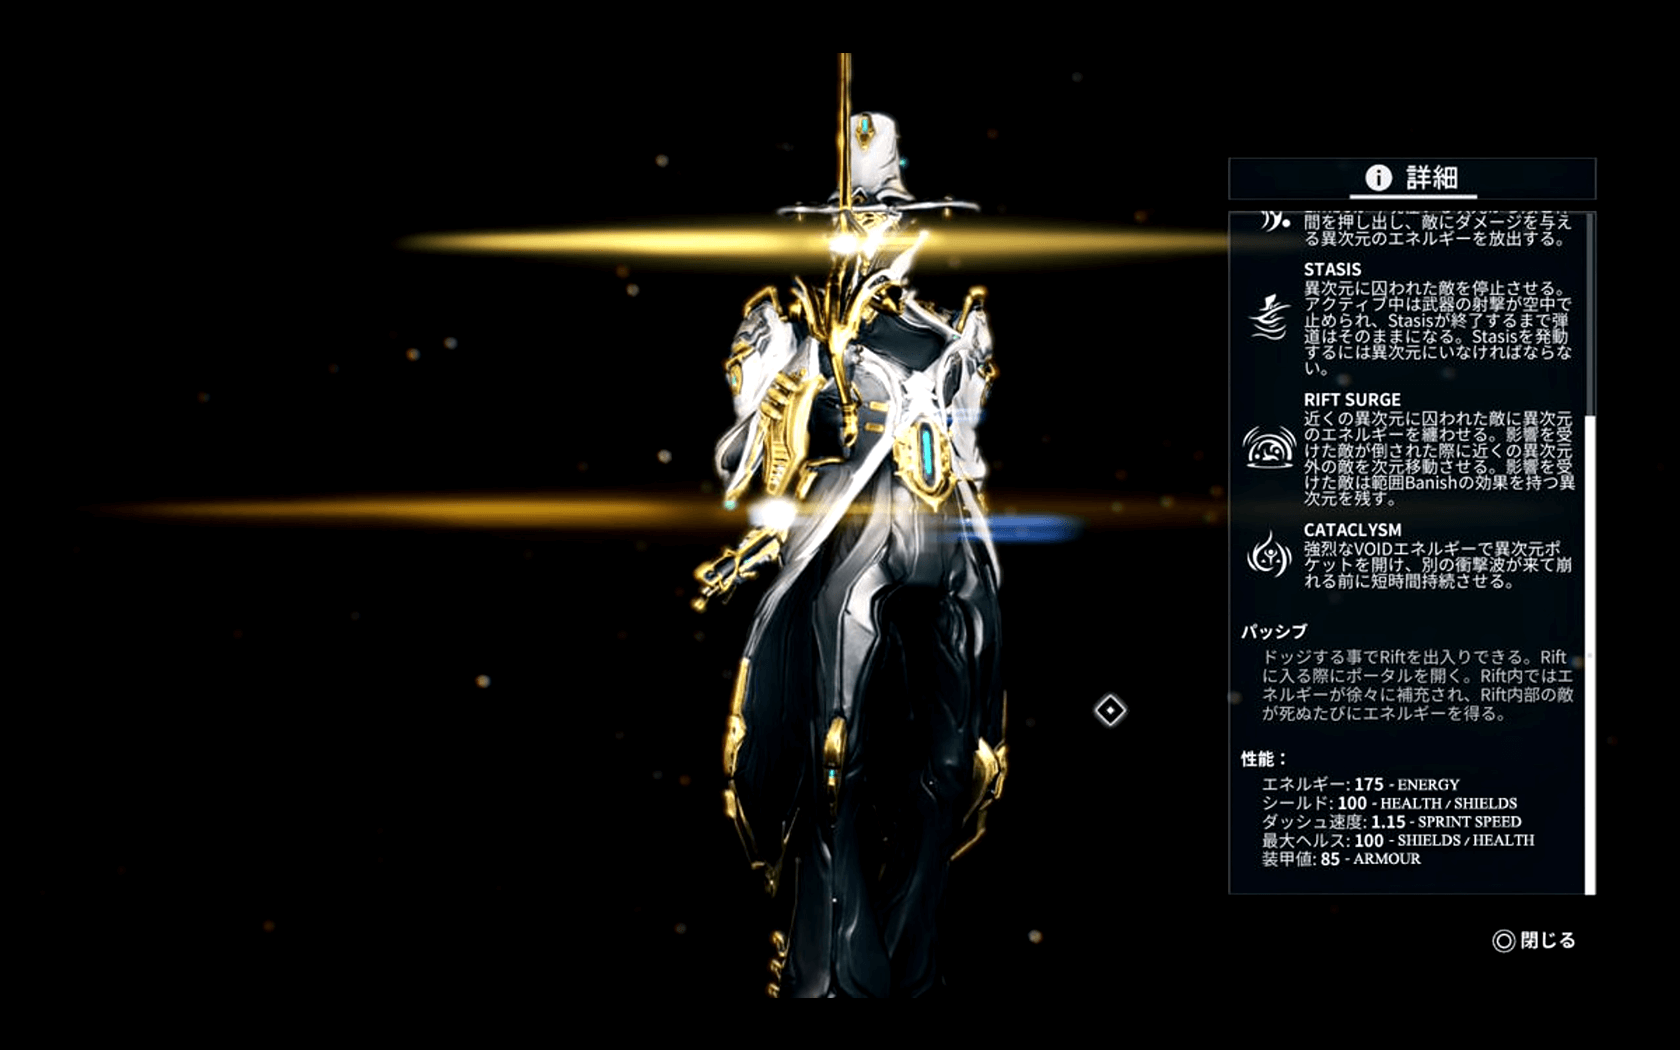 詳細
間を押し出し、敵にダメージを与え
る異次元のエネルギーを放出する。
STASIS
異次元に囚われた敵を停止させる。
アクティブ中は武器の射撃が空中で
止められ、Stasisが終了するまで弾
道はそのままになる。Stasisを発動
するには異次元にいなければならな
い。
RIFT SURGE
近くの異次元に囚われた敵に異次元
のエネルギーを纏わせる。影響を受
けた敵が倒された際に近くの異次元
外の敵を次元移動させる。影響を受
けた敵は範囲Banishの効果を持つ異
次元を残す。
CATACLYSM
強烈なVOIDエネルギーで異次元ポ
ケットを開け、別の衝撃波が来て崩
れる前に短時間持続させる。
パッシブ
ドッジする事でRiftを出入りできる。Rift
に入る際にポータルを開く。Rift内ではエ
ネルギーが徐々に補充され、Rift内部の敵
が死ぬたびにエネルギーを得る。
性能：
エネルギー: 175 - ENERGY
シールド: 100 - HEALTH / SHIELDS
ダッシュ速度: 1.15 - SPRINT SPEED
最大ヘルス: 100 - SHIELDS / HEALTH
装甲値: 85 - ARMOUR
閉じる